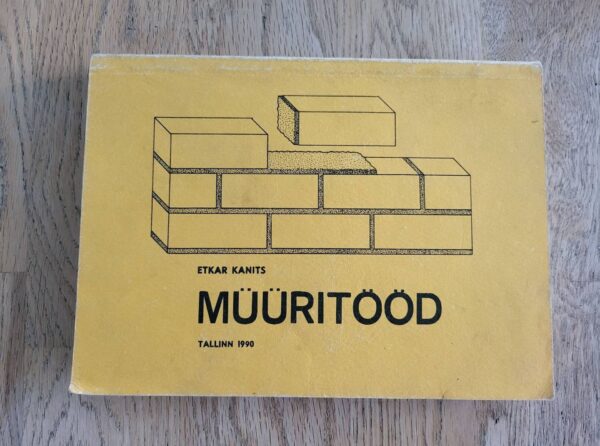 ETKAR KANITS
MÜÜRITÖÖD
TALLINN 1990